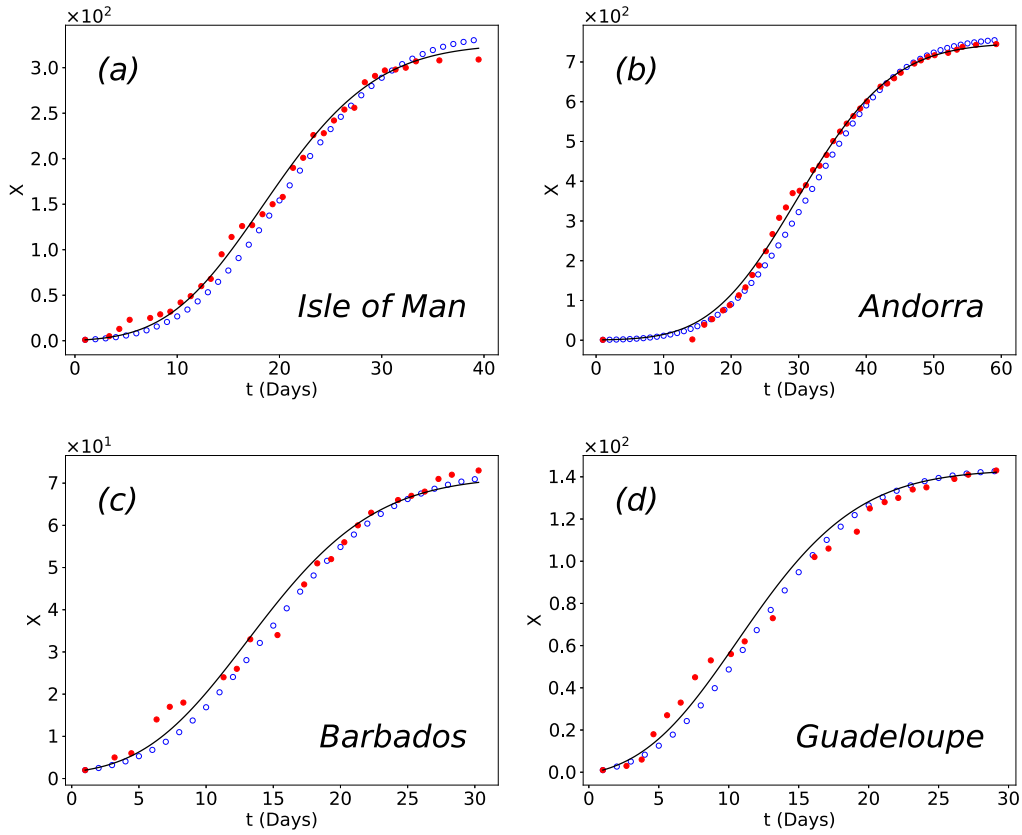 ×10² ×10²
(a) (b)
3.0
2.5
2.0
1.5
1.0
0.5
0.0
X
Isle of Man
0 10 20 30 40
t (Days)
6
4
2
0
X
Andorra
0 10 20 30 40 50 60
t (Days)
×10¹ ×10²
(c) (d)
7
6
5
4
3
2
1
0
X
Barbados
0 5 10 15 20 25 30
t (Days)
1.4
1.2
1.0
0.8
0.6
0.4
0.2
0.0
X
Guadeloupe
0 5 10 15 20 25 30
t (Days)